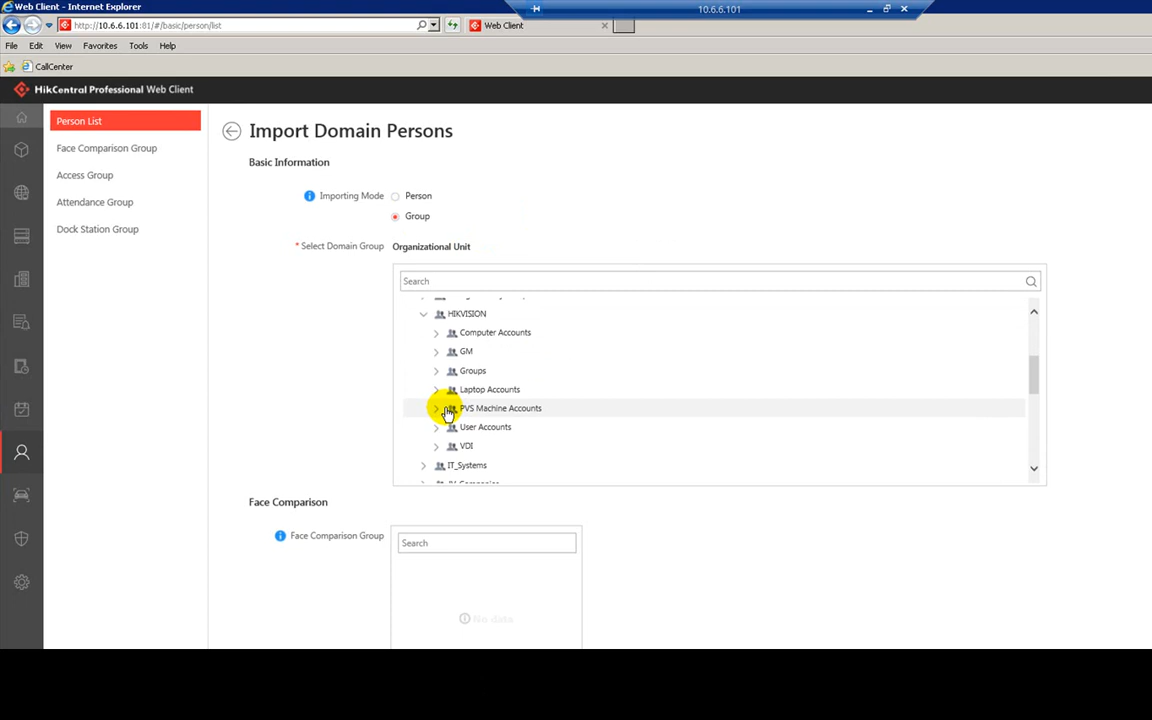 Web Client - Internet Explorer
10.6.6.101
http://10.6.6.101:81/#/basic/person/list
Web Client
File Edit View Favorites Tools Help
CallCenter
HikCentral Professional Web Client
Person List
Face Comparison Group
Access Group
Attendance Group
Dock Station Group
Import Domain Persons
Basic Information
Importing Mode
Person
Group
* Select Domain Group
Organizational Unit
Search
HIKVISION
Computer Accounts
GM
Groups
Laptop Accounts
PVS Machine Accounts
User Accounts
VDI
IT_Systems
Face Comparison
Face Comparison Group
Search
No data